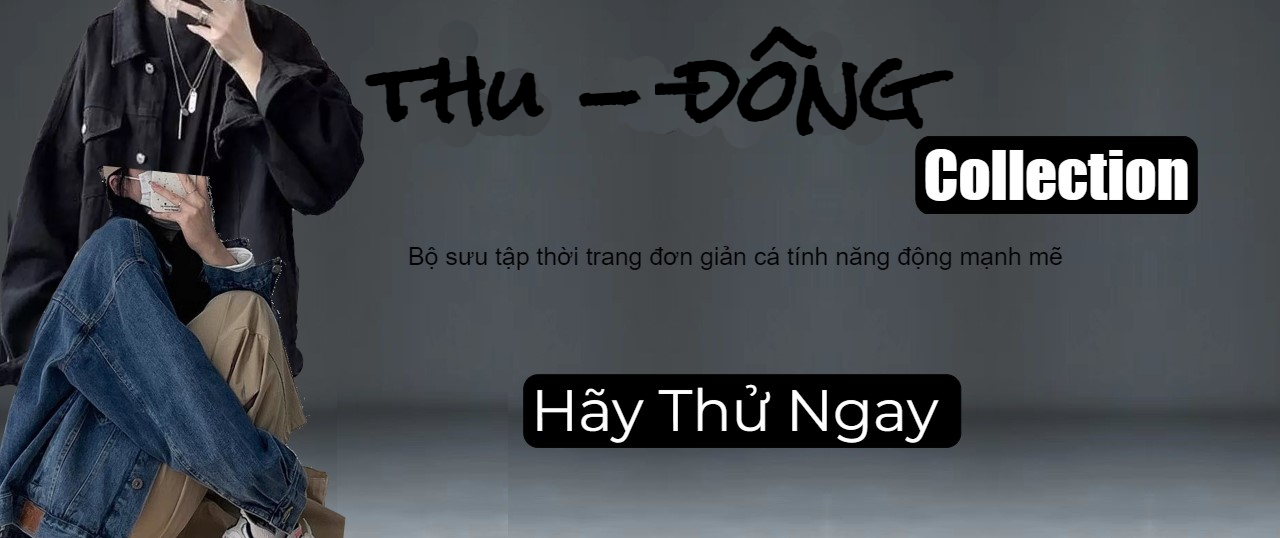 THU - ĐÔNG
Collection
Bộ sưu tập thời trang đơn giản cá tính năng động mạnh mẽ
Hãy Thử Ngay